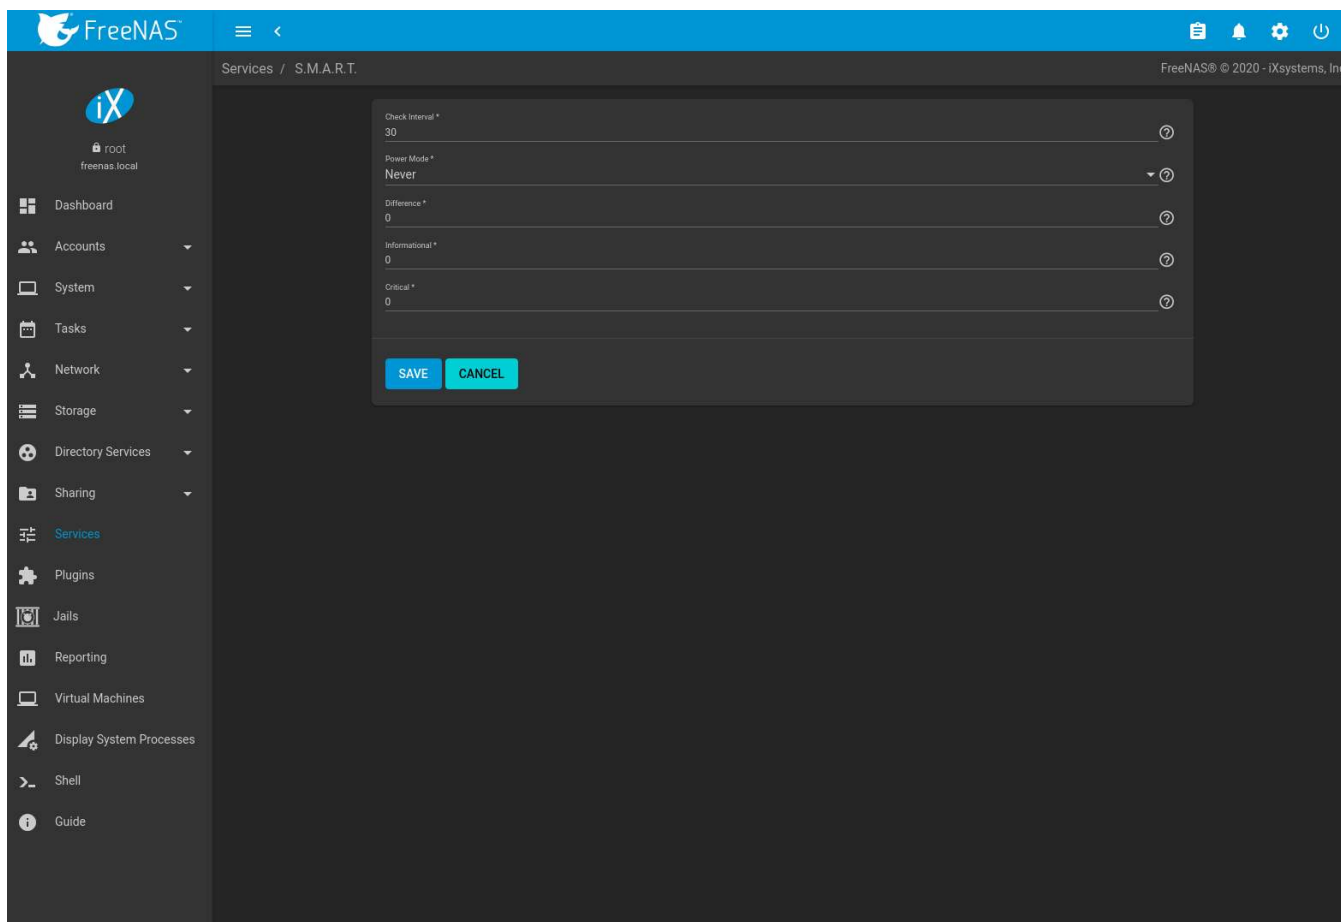 FreeNAS™
Services / S.M.A.R.T.
FreeNAS® © 2020 - iXsystems, In
iX
root
freenas.local
Dashboard
Accounts
System
Tasks
Network
Storage
Directory Services
Sharing
Services
Plugins
Jails
Reporting
Virtual Machines
Display System Processes
Shell
Guide
Check Interval *
30
Power Mode *
Never
Difference *
0
Informational *
0
Critical *
0
SAVE
CANCEL